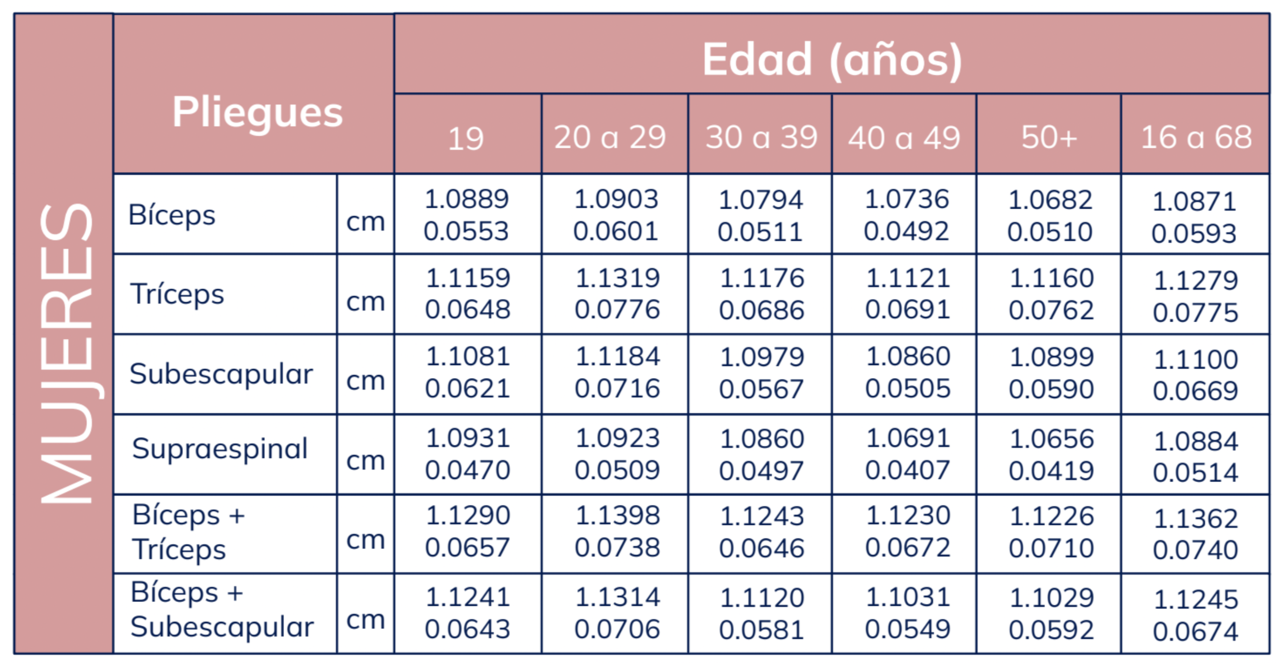 MUJERES
Pliegues
Edad (años)
19 20 a 29 30 a 39 40 a 49 50+ 16 a 68
Bíceps cm
1.0889 1.0903 1.0794 1.0736 1.0682 1.0871
0.0553 0.0601 0.0511 0.0492 0.0510 0.0593
Tríceps cm
1.1159 1.1319 1.1176 1.1121 1.1160 1.1279
0.0648 0.0776 0.0686 0.0691 0.0762 0.0775
Subescapular cm
1.1081 1.1184 1.0979 1.0860 1.0899 1.1100
0.0621 0.0716 0.0567 0.0505 0.0590 0.0669
Supraespinal cm
1.0931 1.0923 1.0860 1.0691 1.0656 1.0884
0.0470 0.0509 0.0497 0.0407 0.0419 0.0514
Bíceps +
Tríceps cm
1.1290 1.1398 1.1243 1.1230 1.1226 1.1362
0.0657 0.0738 0.0646 0.0672 0.0710 0.0740
Bíceps +
Subescapular cm
1.1241 1.1314 1.1120 1.1031 1.1029 1.1245
0.0643 0.0706 0.0581 0.0549 0.0592 0.0674